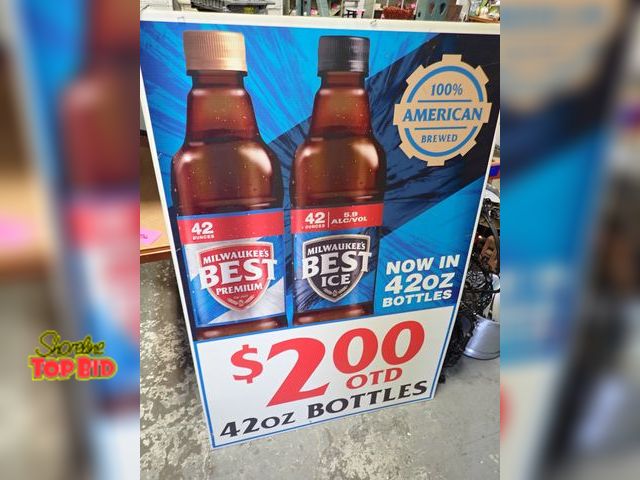 100%
AMERICAN
BREWED
42
OUNCES
MILWAUKEE'S
BEST
PREMIUM
42
OUNCES
5.9
ALC/VOL
MILWAUKEE'S
BEST
ICE
NOW IN
42OZ
BOTTLES
$2.00
OTD
42OZ BOTTLES
Shoreline
TOP BID